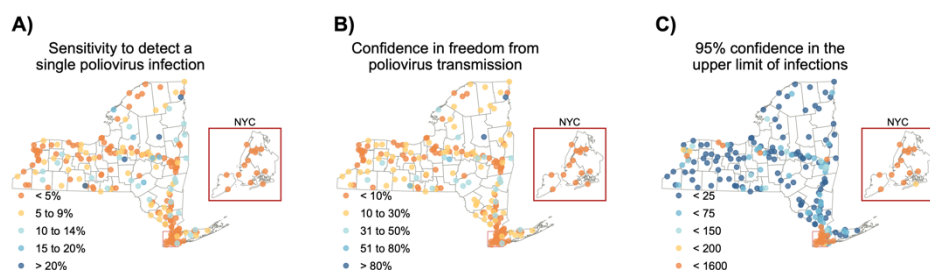 A)
Sensitivity to detect a
single poliovirus infection
NYC
< 5%
5 to 9%
10 to 14%
15 to 20%
> 20%
B)
Confidence in freedom from
poliovirus transmission
NYC
< 10%
10 to 30%
31 to 50%
51 to 80%
> 80%
C)
95% confidence in the
upper limit of infections
NYC
< 25
< 75
< 150
< 200
< 1600